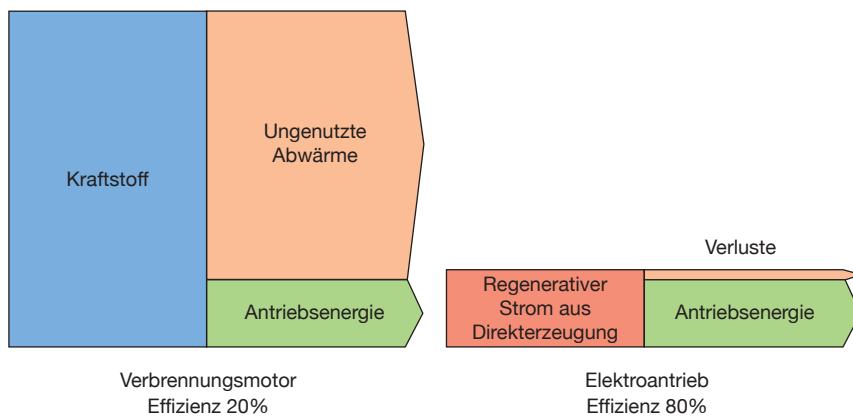 Kraftstoff
Ungenutzte
Abwärme
Antriebsenergie
Verbrennungsmotor
Effizienz 20%
Verluste
Regenerativer
Strom aus
Direkterzeugung
Antriebsenergie
Elektroantrieb
Effizienz 80%